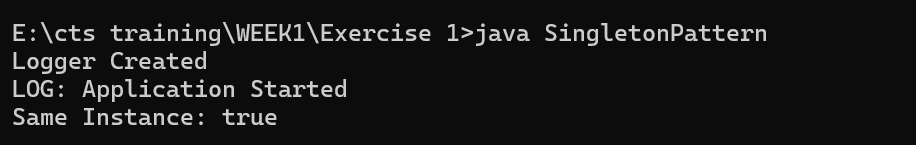 E:\cts training\WEEK1\Exercise 1>java SingletonPattern
Logger Created
LOG: Application Started
Same Instance: true